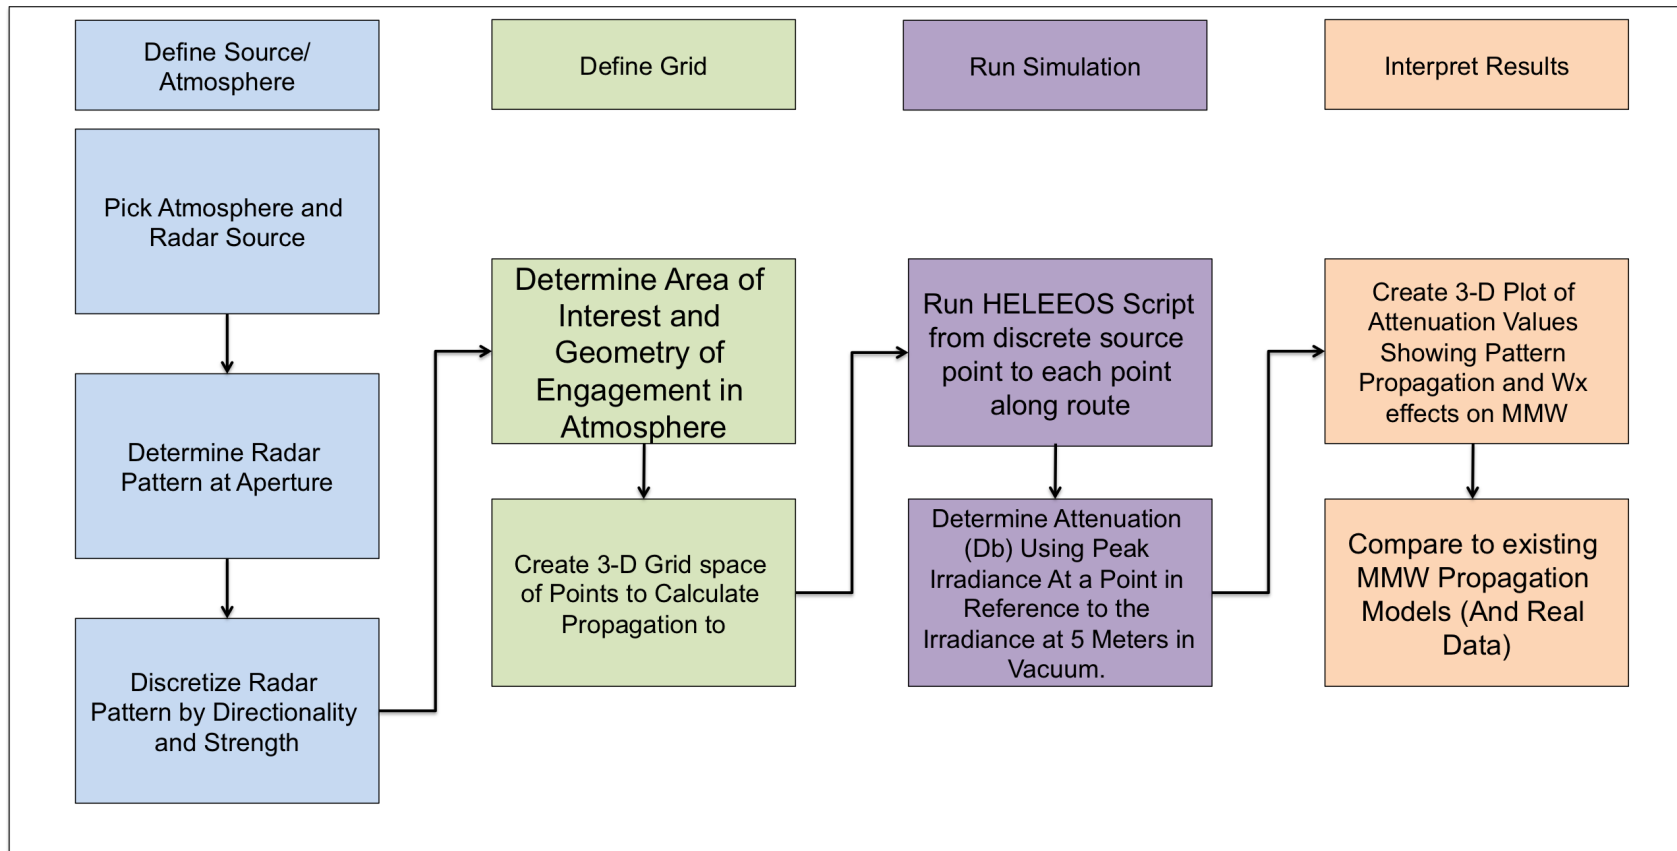 Define Source/
Atmosphere
Define Grid
Run Simulation
Interpret Results
Pick Atmosphere and
Radar Source
Determine Radar
Pattern at Aperture
Discretize Radar
Pattern by Directionality
and Strength
Determine Area of
Interest and
Geometry of
Engagement in
Atmosphere
Create 3-D Grid space
of Points to Calculate
Propagation to
Run HELEEOS Script
from discrete source
point to each point
along route
Determine Attenuation
(Db) Using Peak
Irradiance At a Point in
Reference to the
Irradiance at 5 Meters in
Vacuum.
Create 3-D Plot of
Attenuation Values
Showing Pattern
Propagation and Wx
effects on MMW
Compare to existing
MMW Propagation
Models (And Real
Data)